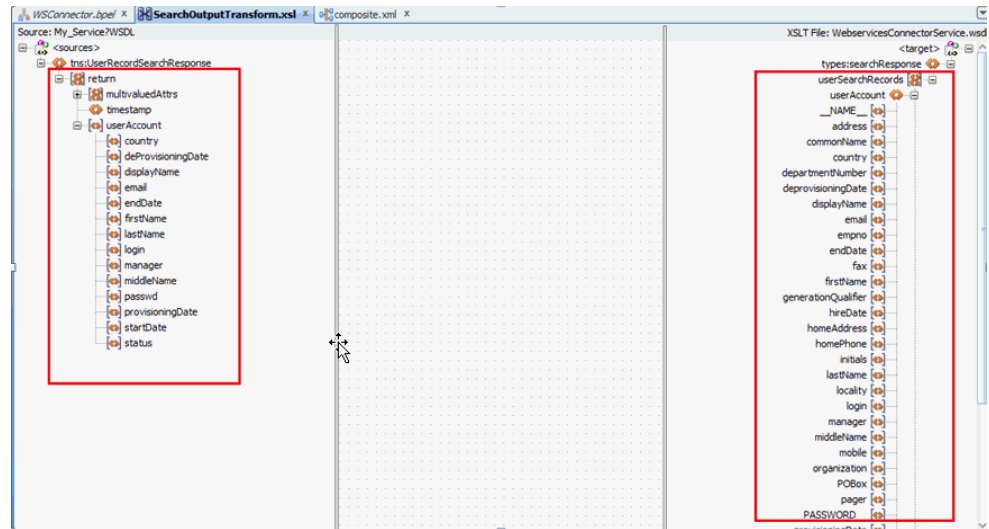 WSConnector.bpel x SearchOutputTransform.xsl x composite.xml x
Source: My_Service?WSDL
<sources>
tns:UserRecordSearchResponse
return
multivaluedAttrs
timestamp
userAccount
country
deProvisioningDate
displayName
email
endDate
firstName
lastName
login
manager
middleName
passwd
provisioningDate
startDate
status
XSLT File: WebservicesConnectorService.wsd
<target>
types:searchResponse
userSearchRecords
userAccount
__NAME__
address
commonName
country
departmentNumber
deprovisioningDate
displayName
email
empno
endDate
fax
firstName
generationQualifier
hireDate
homeAddress
homePhone
initials
lastName
locality
login
manager
middleName
mobile
organization
POBox
pager
PASSWORD
provisioningDate